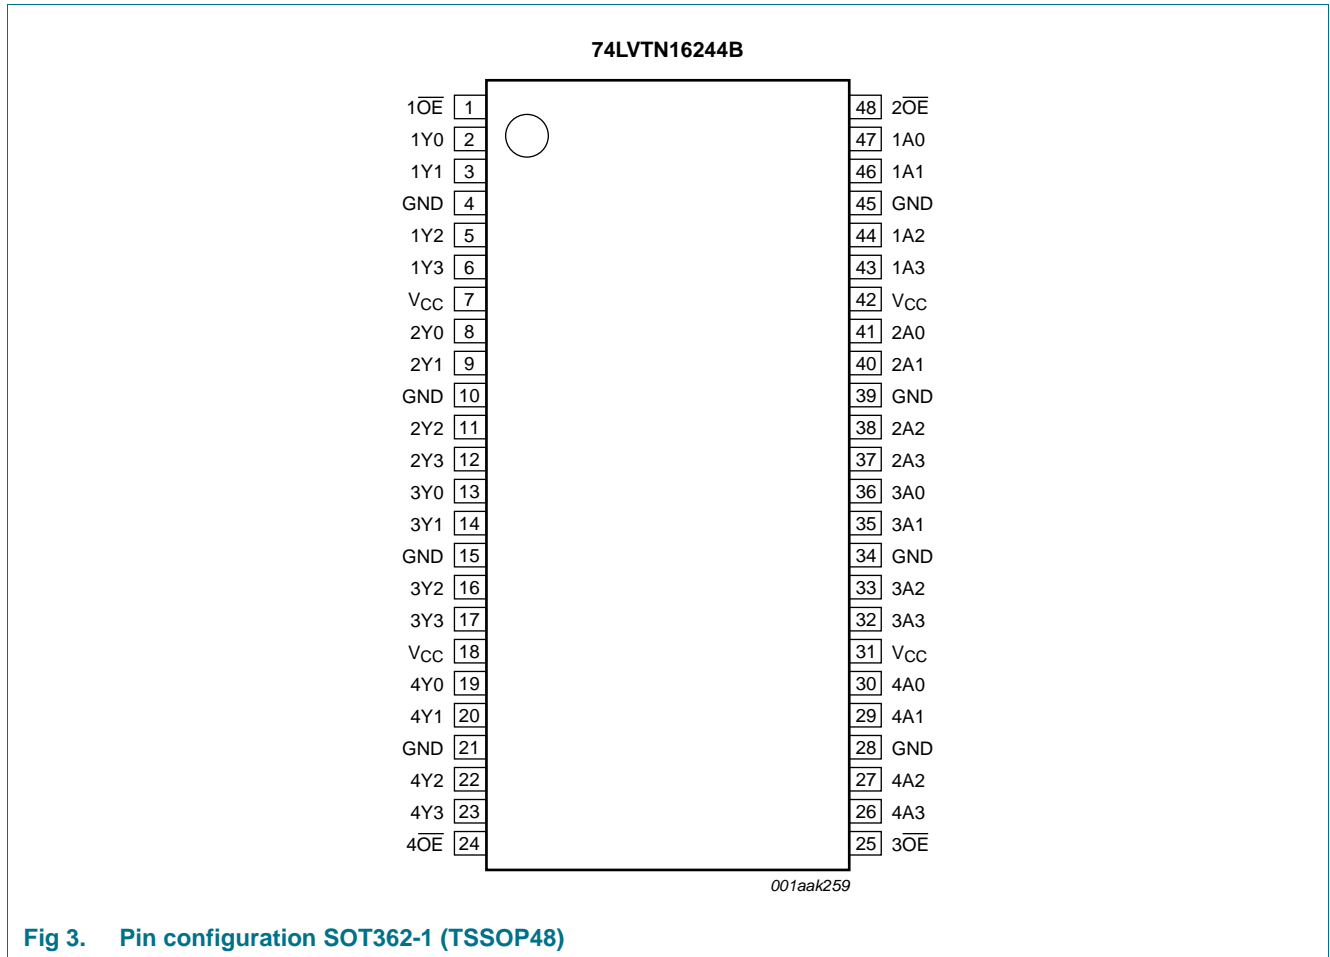 74LVTN16244B
1O̅E̅ 1 48 2O̅E̅
1Y0 2 47 1A0
1Y1 3 46 1A1
GND 4 45 GND
1Y2 5 44 1A2
1Y3 6 43 1A3
VCC 7 42 VCC
2Y0 8 41 2A0
2Y1 9 40 2A1
GND 10 39 GND
2Y2 11 38 2A2
2Y3 12 37 2A3
3Y0 13 36 3A0
3Y1 14 35 3A1
GND 15 34 GND
3Y2 16 33 3A2
3Y3 17 32 3A3
VCC 18 31 VCC
4Y0 19 30 4A0
4Y1 20 29 4A1
GND 21 28 GND
4Y2 22 27 4A2
4Y3 23 26 4A3
4O̅E̅ 24 25 3O̅E̅
001aak259
Fig 3. Pin configuration SOT362-1 (TSSOP48)